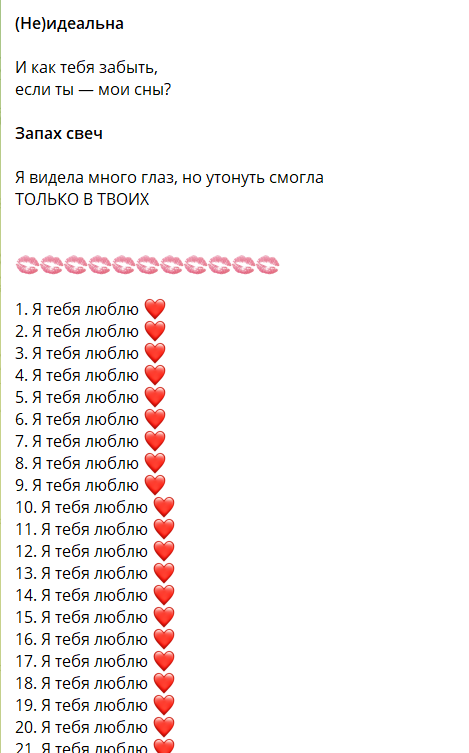 (Не)идеальна
И как тебя забыть,
если ты — мои сны?
Запах свеч
Я видела много глаз, но утонуть смогла
ТОЛЬКО В ТВОИХ
💋💋💋💋💋💋💋💋💋💋💋
1. Я тебя люблю ❤️
2. Я тебя люблю ❤️
3. Я тебя люблю ❤️
4. Я тебя люблю ❤️
5. Я тебя люблю ❤️
6. Я тебя люблю ❤️
7. Я тебя люблю ❤️
8. Я тебя люблю ❤️
9. Я тебя люблю ❤️
10. Я тебя люблю ❤️
11. Я тебя люблю ❤️
12. Я тебя люблю ❤️
13. Я тебя люблю ❤️
14. Я тебя люблю ❤️
15. Я тебя люблю ❤️
16. Я тебя люблю ❤️
17. Я тебя люблю ❤️
18. Я тебя люблю ❤️
19. Я тебя люблю ❤️
20. Я тебя люблю ❤️
21. Я тебя люблю ❤️